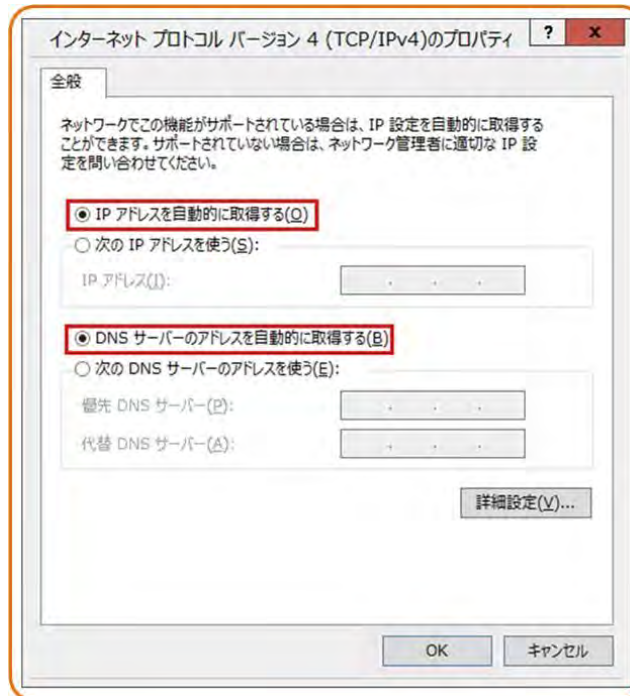 インターネット プロトコル バージョン 4 (TCP/IPv4)のプロパティ
?
x
全般
ネットワークでこの機能がサポートされている場合は、IP 設定を自動的に取得する
ことができます。サポートされていない場合は、ネットワーク管理者に適切な IP 設
定を問い合わせてください。
IP アドレスを自動的に取得する(O)
次の IP アドレスを使う(S):
IP アドレス(I):
DNS サーバーのアドレスを自動的に取得する(B)
次の DNS サーバーのアドレスを使う(E):
優先 DNS サーバー(P):
代替 DNS サーバー(A):
詳細設定(V)...
OK
キャンセル